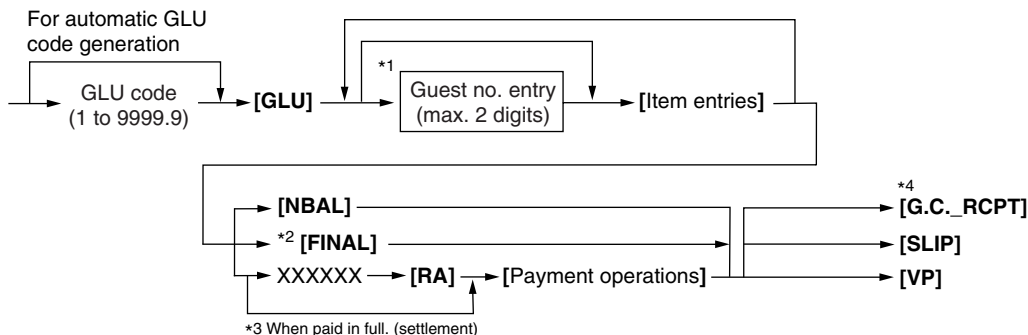 For automatic GLU
code generation
*1
GLU code
(1 to 9999.9)
[GLU]
Guest no. entry
(max. 2 digits)
[Item entries]
[NBAL]
*2 [FINAL]
XXXXXX
[RA]
[Payment operations]
*3 When paid in full. (settlement)
*4
[G.C._RCPT]
[SLIP]
[VP]